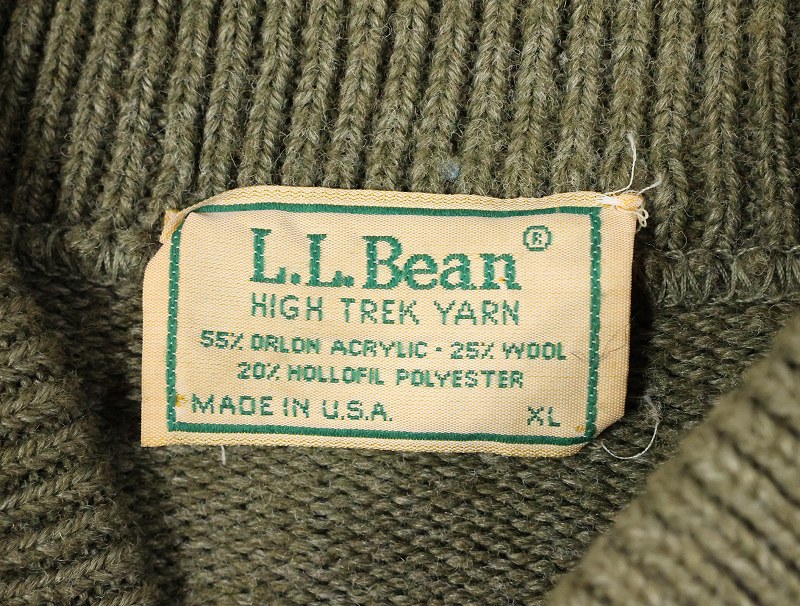 L.L.Bean®
HIGH TREK YARN
55% ORLON ACRYLIC · 25% WOOL
20% HOLLOFIL POLYESTER
MADE IN U.S.A. XL